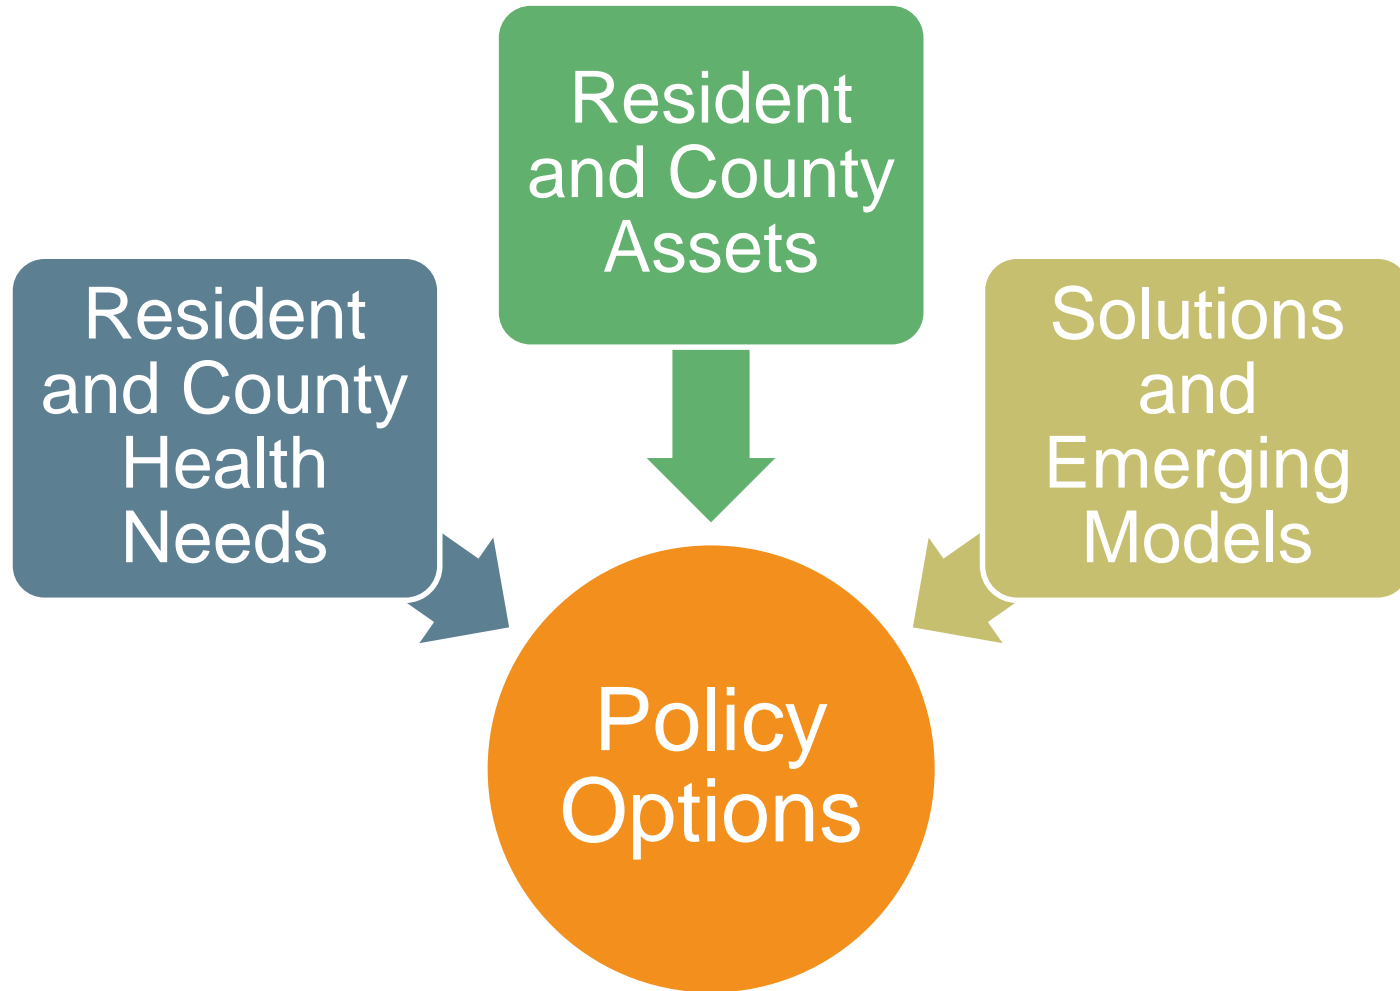 Resident
and County
Assets
Resident
and County
Health
Needs
Solutions
and
Emerging
Models
Policy
Options